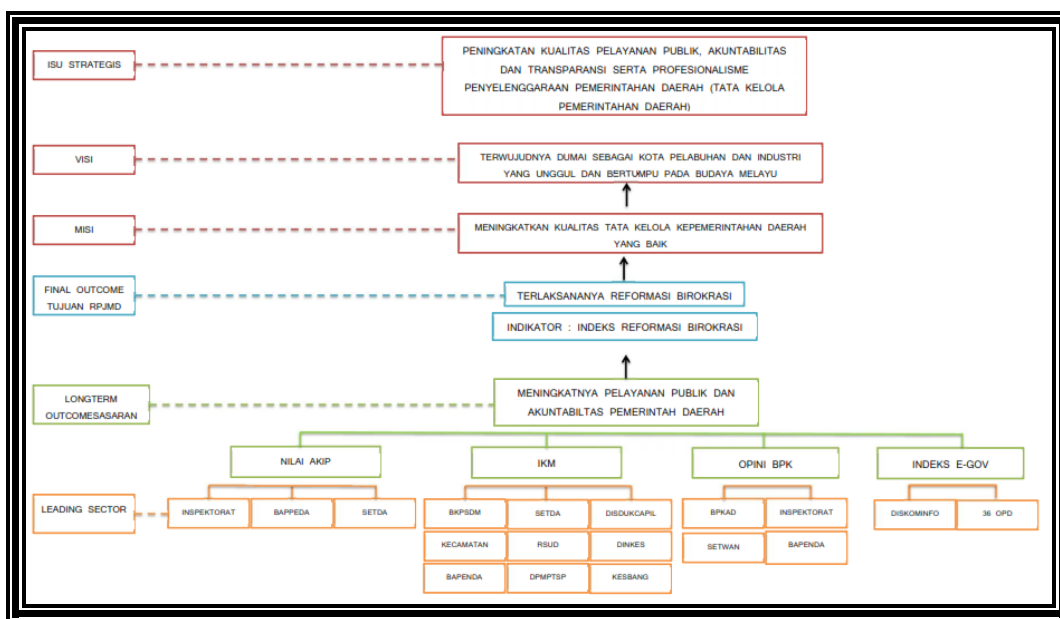 ISU STRATEGIS
PENINGKATAN KUALITAS PELAYANAN PUBLIK, AKUNTABILITAS
DAN TRANSPARANSI SERTA PROFESIONALISME
PENYELENGGARAAN PEMERINTAHAN DAERAH (TATA KELOLA
PEMERINTAHAN DAERAH)
VISI
TERWUJUDNYA DUMAI SEBAGAI KOTA PELABUHAN DAN INDUSTRI
YANG UNGGUL DAN BERTUMPU PADA BUDAYA MELAYU
MISI
MENINGKATKAN KUALITAS TATA KELOLA KEPEMERINTAHAN DAERAH
YANG BAIK
FINAL OUTCOME
TUJUAN RPJMD
TERLAKSANANYA REFORMASI BIROKRASI
INDIKATOR : INDEKS REFORMASI BIROKRASI
LONGTERM
OUTCOMESASARAN
MENINGKATNYA PELAYANAN PUBLIK DAN
AKUNTABILTAS PEMERINTAH DAERAH
NILAI AKIP
IKM
OPINI BPK
INDEKS E-GOV
LEADING SECTOR
INSPEKTORAT
BAPPEDA
SETDA
BKPSDM
SETDA
DISDUKCAPIL
KECAMATAN
RSUD
DINKES
BAPENDA
DPMPTSP
KESBANG
BPKAD
INSPEKTORAT
SETWAN
BAPENDA
DISKOMINFO
36 OPD